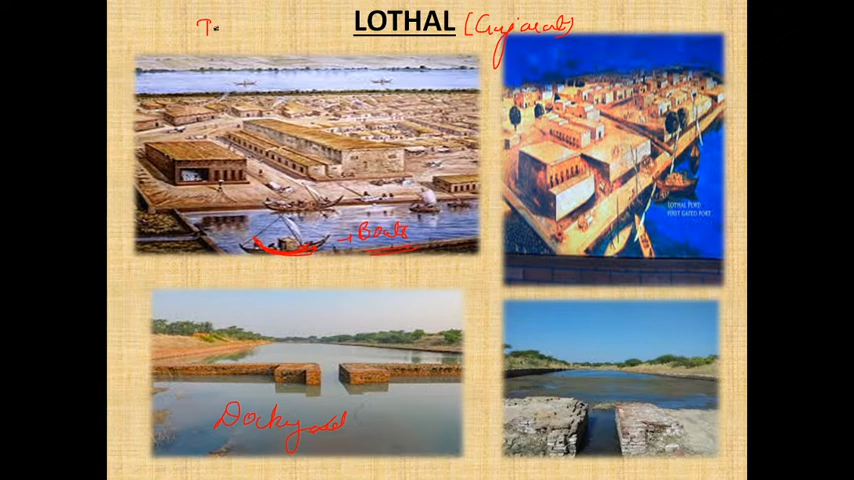 LOTHAL [Gujarat)
LOTHAL PORT
FIRST GATED PORT
→ Boats
Dockyard